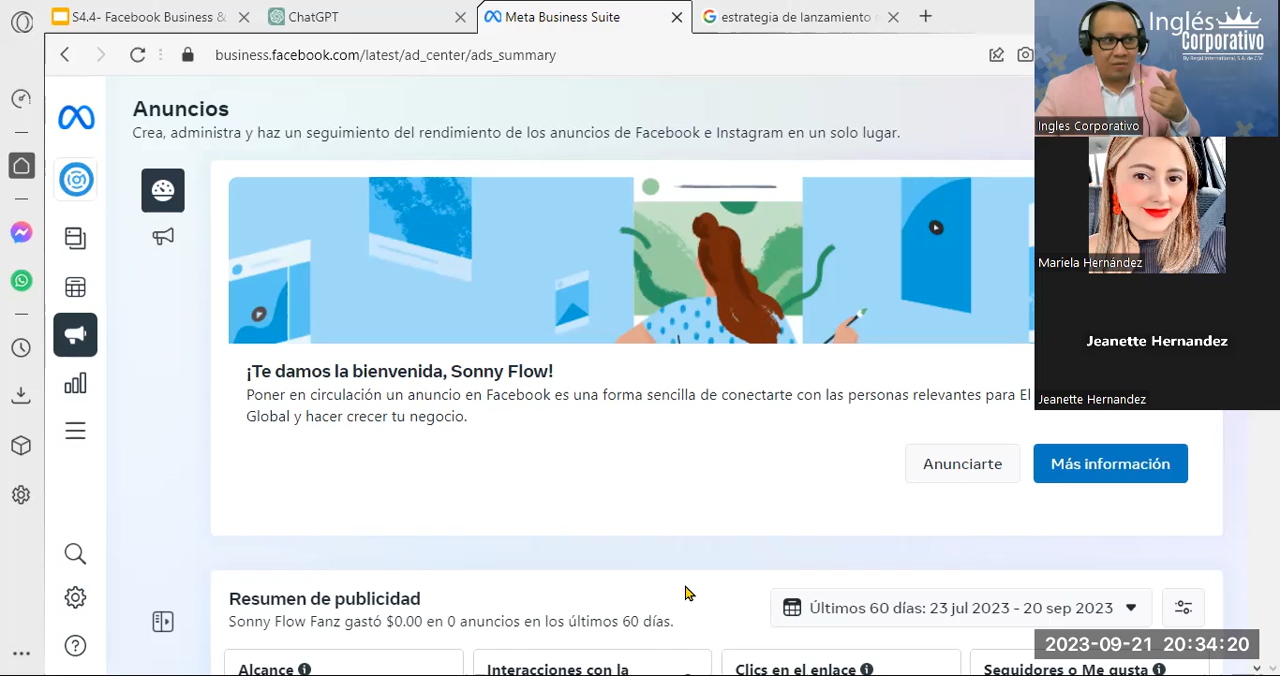 S4.4- Facebook Business &
ChatGPT
Meta Business Suite
estrategia de lanzamiento
business.facebook.com/latest/ad_center/ads_summary
Anuncios
Crea, administra y haz un seguimiento del rendimiento de los anuncios de Facebook e Instagram en un solo lugar.
¡Te damos la bienvenida, Sonny Flow!
Poner en circulación un anuncio en Facebook es una forma sencilla de conectarte con las personas relevantes para El
Global y hacer crecer tu negocio.
Anunciarte
Más información
Resumen de publicidad
Sonny Flow Fanz gastó $0.00 en 0 anuncios en los últimos 60 días.
Últimos 60 días: 23 jul 2023 - 20 sep 2023
Alcance
Interacciones con la
Clics en el enlace
Seguidores o Me gusta
Inglés
Corporativo
By Regal International, S.A. de C.V.
Ingles Corporativo
Mariela Hernández
Jeanette Hernandez
Jeanette Hernandez
2023-09-21 20:34:20